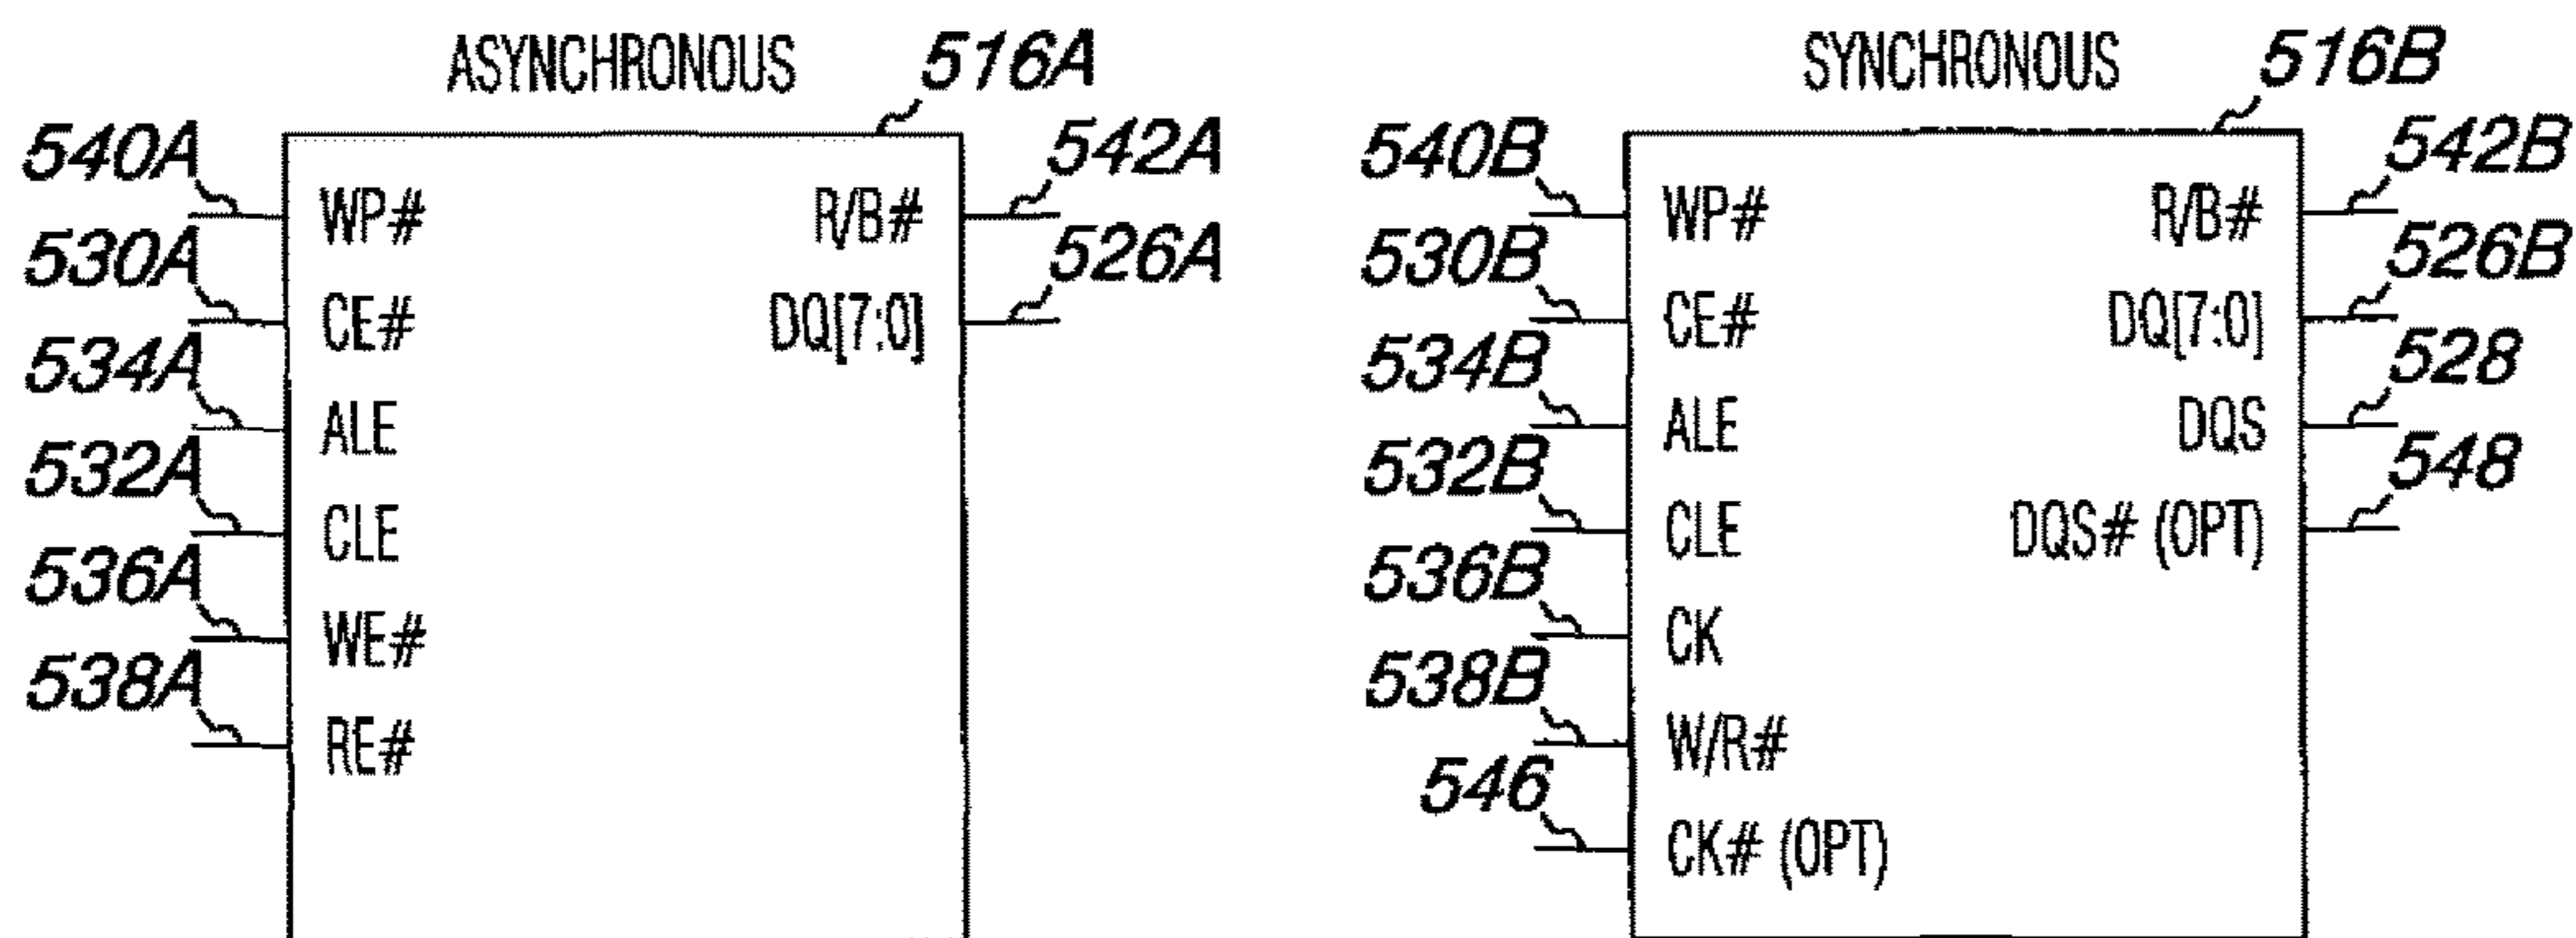 ASYNCHRONOUS 516A
540A WP# R/B# 542A
530A CE# DQ[7:0] 526A
534A ALE
532A CLE
536A WE#
538A RE#
SYNCHRONOUS 516B
540B WP# R/B# 542B
530B CE# DQ[7:0] 526B
534B ALE DQS 528
532B CLE DQS# (OPT) 548
536B CK
538B W/R#
546 CK# (OPT)